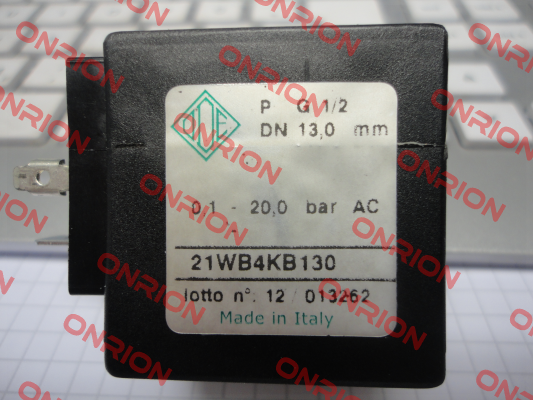 ODE
P G 1/2
DN 13,0 mm
0,1 - 20,0 bar AC
-
21WB4KB130
lotto n°. 12 / 013262
Made in Italy
ONRION